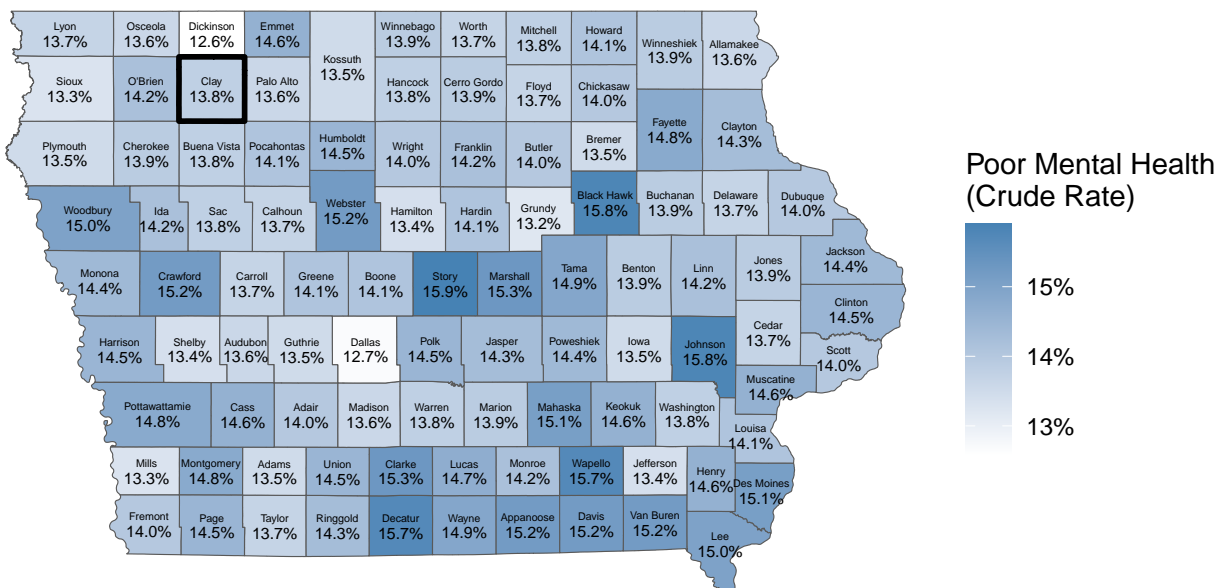 Lyon
13.7%
Osceola
13.6%
Dickinson
12.6%
Emmet
14.6%
Kossuth
13.5%
Winnebago
13.9%
Worth
13.7%
Mitchell
13.8%
Howard
14.1%
Winneshiek
13.9%
Allamakee
13.6%
Sioux
13.3%
O'Brien
14.2%
Clay
13.8%
Palo Alto
13.6%
Hancock
13.8%
Cerro Gordo
13.9%
Floyd
13.7%
Chickasaw
14.0%
Fayette
14.8%
Clayton
14.3%
Plymouth
13.5%
Cherokee
13.9%
Buena Vista
13.8%
Pocahontas
14.1%
Humboldt
14.5%
Wright
14.0%
Franklin
14.2%
Butler
14.0%
Bremer
13.5%
Woodbury
15.0%
Ida
14.2%
Sac
13.8%
Calhoun
13.7%
Webster
15.2%
Hamilton
13.4%
Hardin
14.1%
Grundy
13.2%
Black Hawk
15.8%
Buchanan
13.9%
Delaware
13.7%
Dubuque
14.0%
Monona
14.4%
Crawford
15.2%
Carroll
13.7%
Greene
14.1%
Boone
14.1%
Story
15.9%
Marshall
15.3%
Tama
14.9%
Benton
13.9%
Linn
14.2%
Jones
13.9%
Jackson
14.4%
Clinton
14.5%
Harrison
14.5%
Shelby
13.4%
Audubon
13.6%
Guthrie
13.5%
Dallas
12.7%
Polk
14.5%
Jasper
14.3%
Poweshiek
14.4%
Iowa
13.5%
Johnson
15.8%
Cedar
13.7%
Scott
14.0%
Muscatine
14.6%
Pottawattamie
14.8%
Cass
14.6%
Adair
14.0%
Madison
13.6%
Warren
13.8%
Marion
13.9%
Mahaska
15.1%
Keokuk
14.6%
Washington
13.8%
Louisa
14.1%
Mills
13.3%
Montgomery
14.8%
Adams
13.5%
Union
14.5%
Clarke
15.3%
Lucas
14.7%
Monroe
14.2%
Wapello
15.7%
Jefferson
13.4%
Henry
14.6%
Des Moines
15.1%
Fremont
14.0%
Page
14.5%
Taylor
13.7%
Ringgold
14.3%
Decatur
15.7%
Wayne
14.9%
Appanoose
15.2%
Davis
15.2%
Van Buren
15.2%
Lee
15.0%
Poor Mental Health
(Crude Rate)
15%
14%
13%